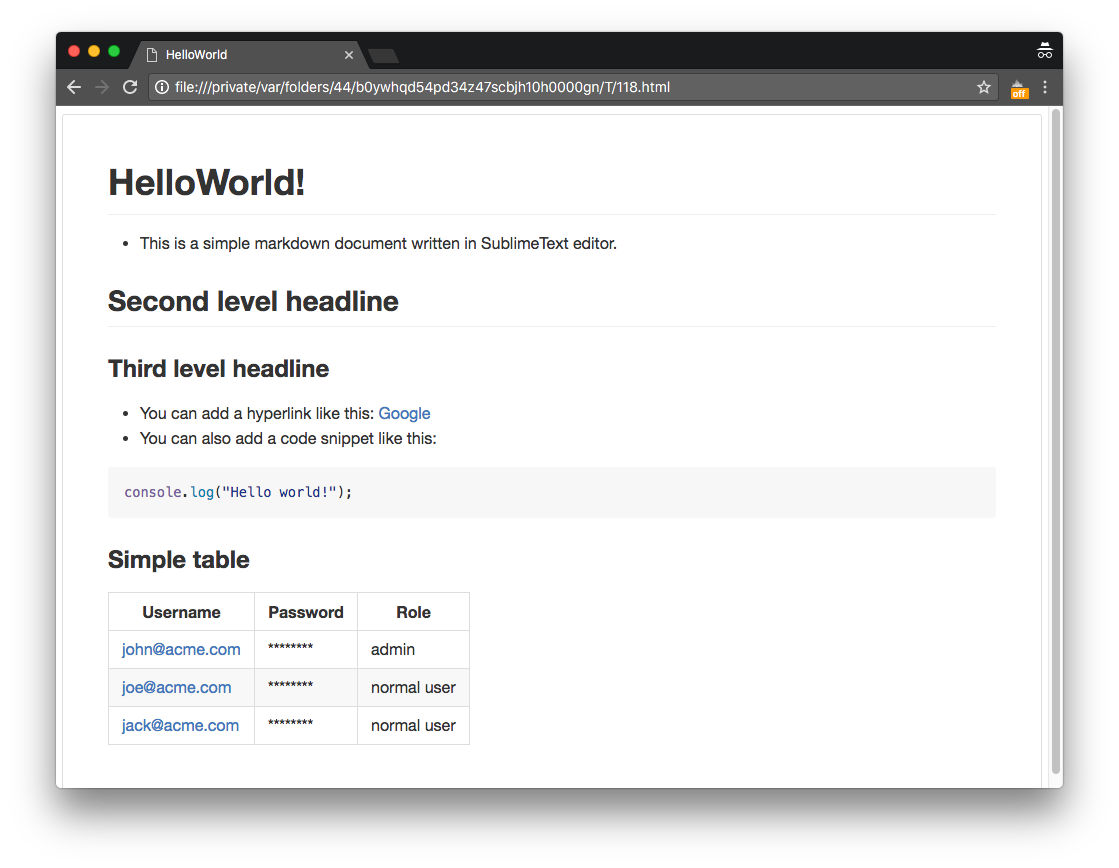 HelloWorld
file:///private/var/folders/44/b0ywhqd54pd34z47scbjh10h0000gn/T/118.html
off
HelloWorld!
• This is a simple markdown document written in SublimeText editor.
Second level headline
Third level headline
• You can add a hyperlink like this: Google
• You can also add a code snippet like this:
console.log("Hello world!");
Simple table
Username Password Role
john@acme.com ******** admin
joe@acme.com ******** normal user
jack@acme.com ******** normal user